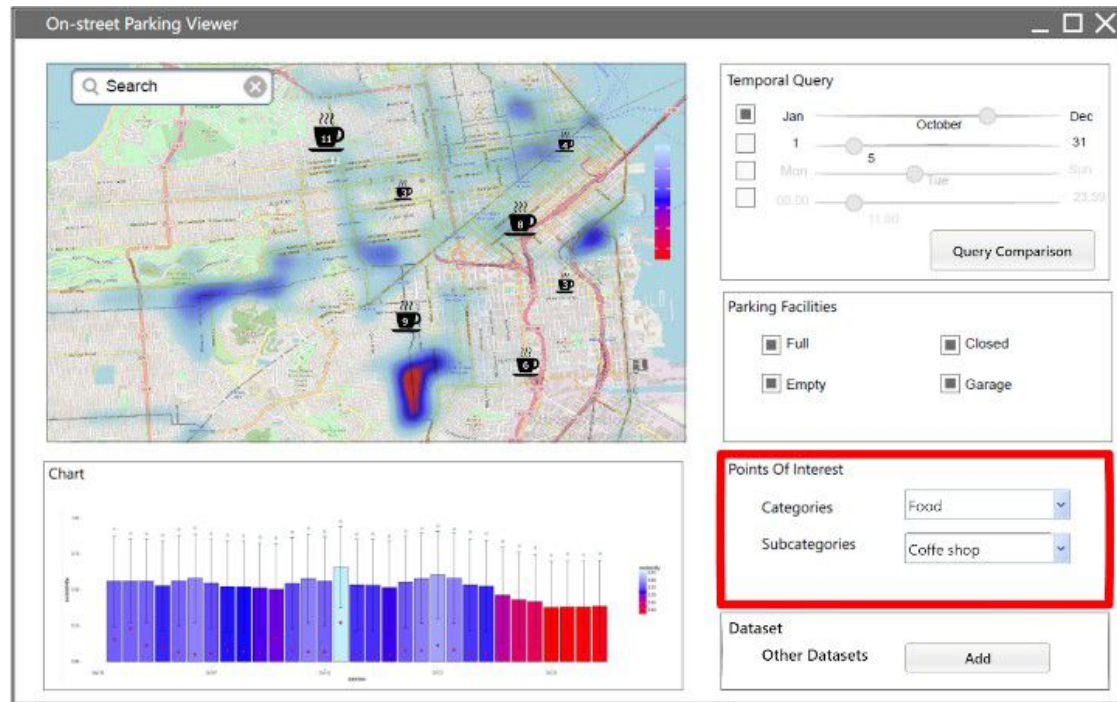 On-street Parking Viewer
Search
11
4
3
8
3
9
6
Temporal Query
Jan
October
Dec
1
5
31
Mon
Tue
Sun
00.00
11.00
23.59
Query Comparison
Parking Facilities
Full
Closed
Empty
Garage
Chart
Points Of Interest
Categories
Food
Subcategories
Coffe shop
Dataset
Other Datasets
Add